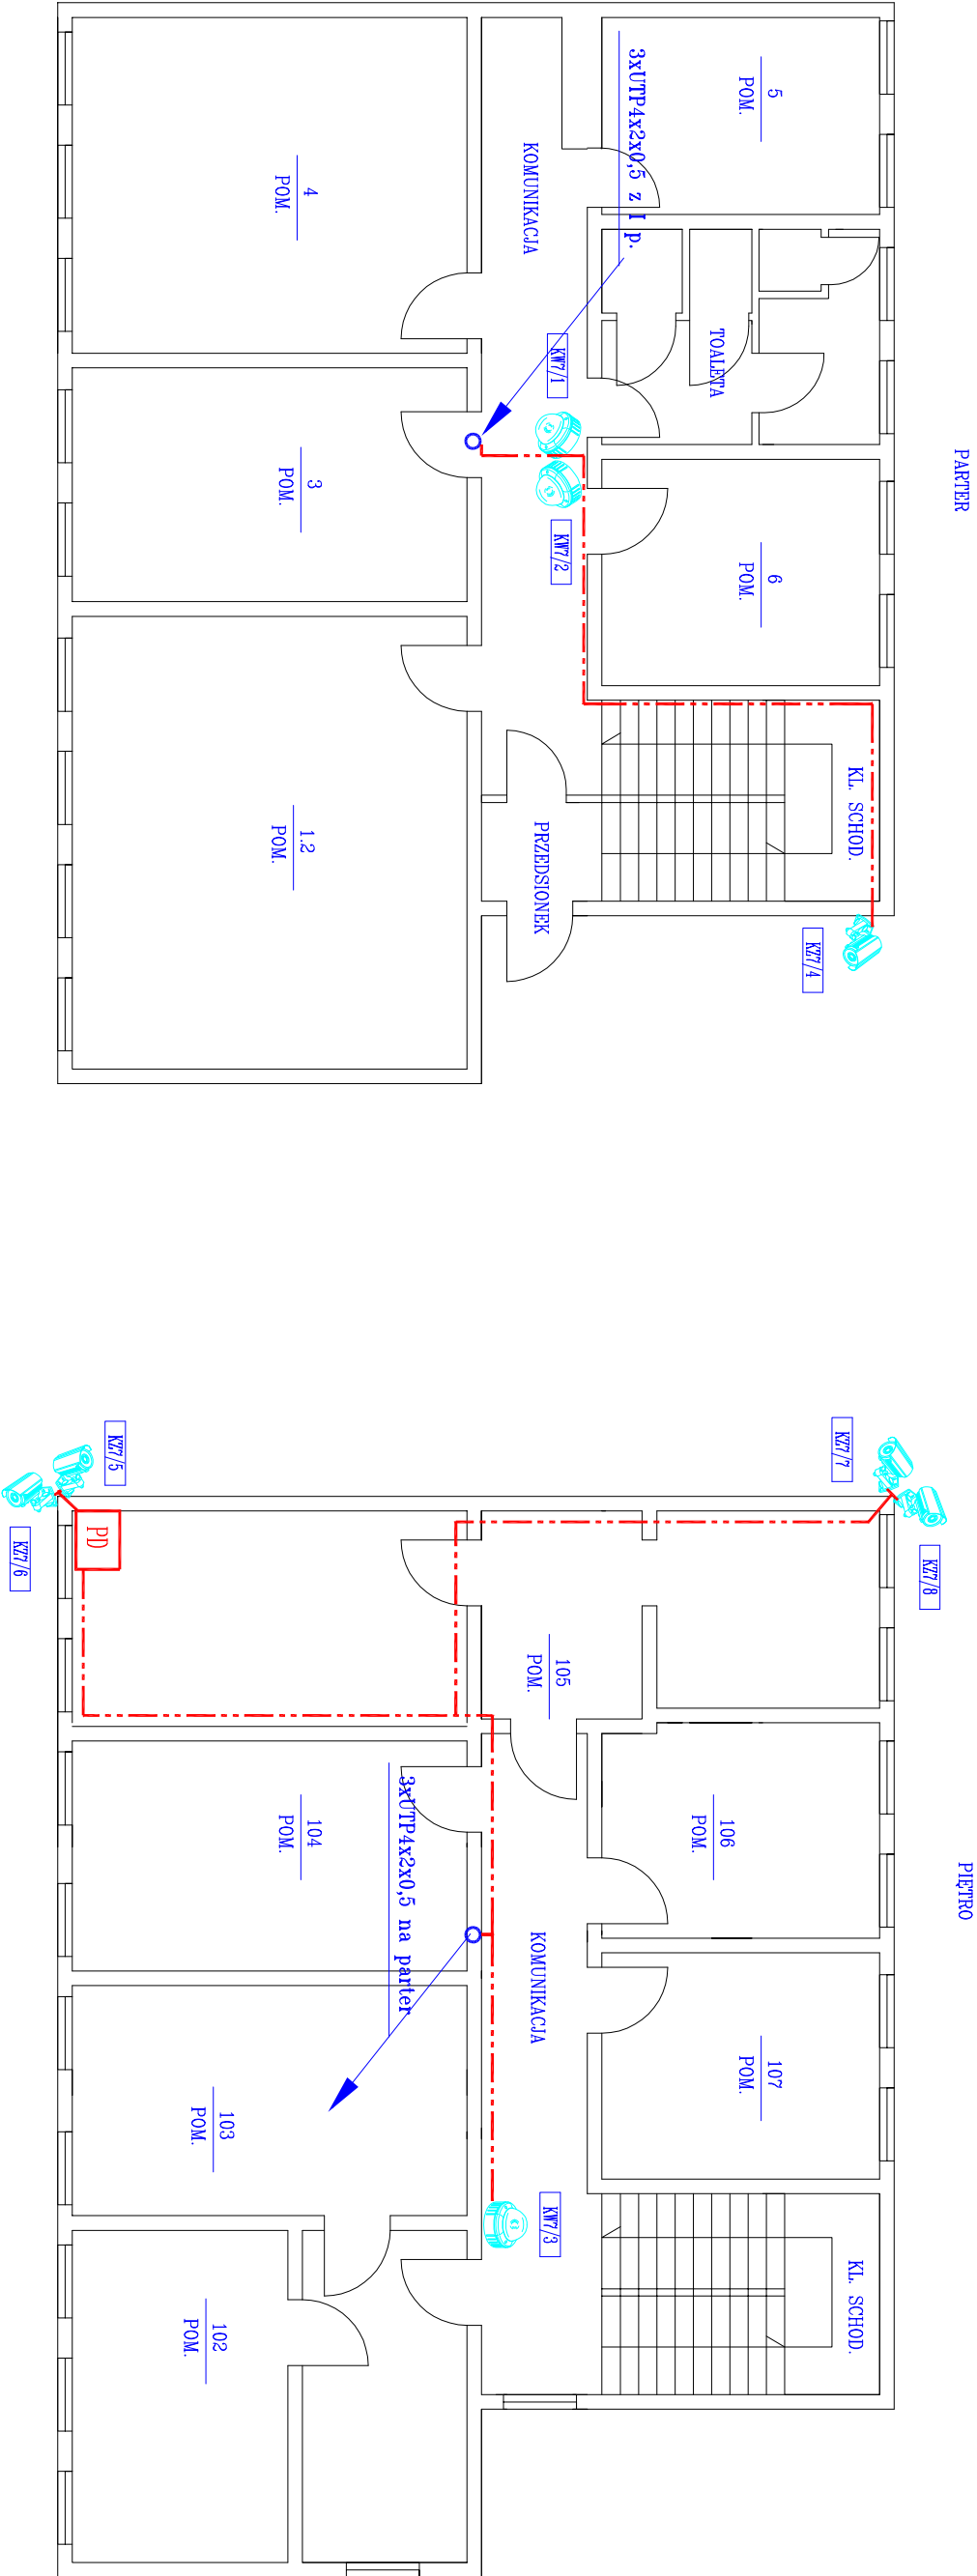 PARTER
5
POM.
3xUTP4x2x0,5 z I p.
KOMUNIKACJA
4
POM.
TOALETA
KW7/1
KW7/2
3
POM.
6
POM.
KL. SCHOD.
PRZEDSIONEK
1.2
POM.
KZ7/4
PIĘTRO
KZ7/7
KZ7/8
KZ7/5
KZ7/6
PD
105
POM.
106
POM.
104
POM.
3xUTP4x2x0,5 na parter
KOMUNIKACJA
107
POM.
103
POM.
KW7/3
KL. SCHOD.
102
POM.